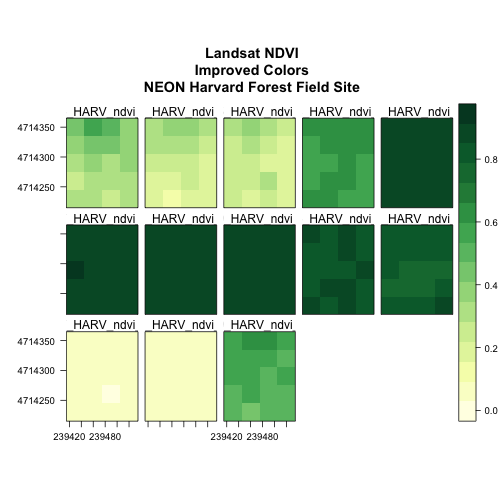 Landsat NDVI
Improved Colors
NEON Harvard Forest Field Site
HARV_ndvi HARV_ndvi HARV_ndvi HARV_ndvi HARV_ndvi
4714350
4714300
4714250
0.8
HARV_ndvi HARV_ndvi HARV_ndvi HARV_ndvi HARV_ndvi
0.6
0.4
HARV_ndvi HARV_ndvi HARV_ndvi
4714350
0.2
4714300
4714250
0.0
239420 239480 239420 239480